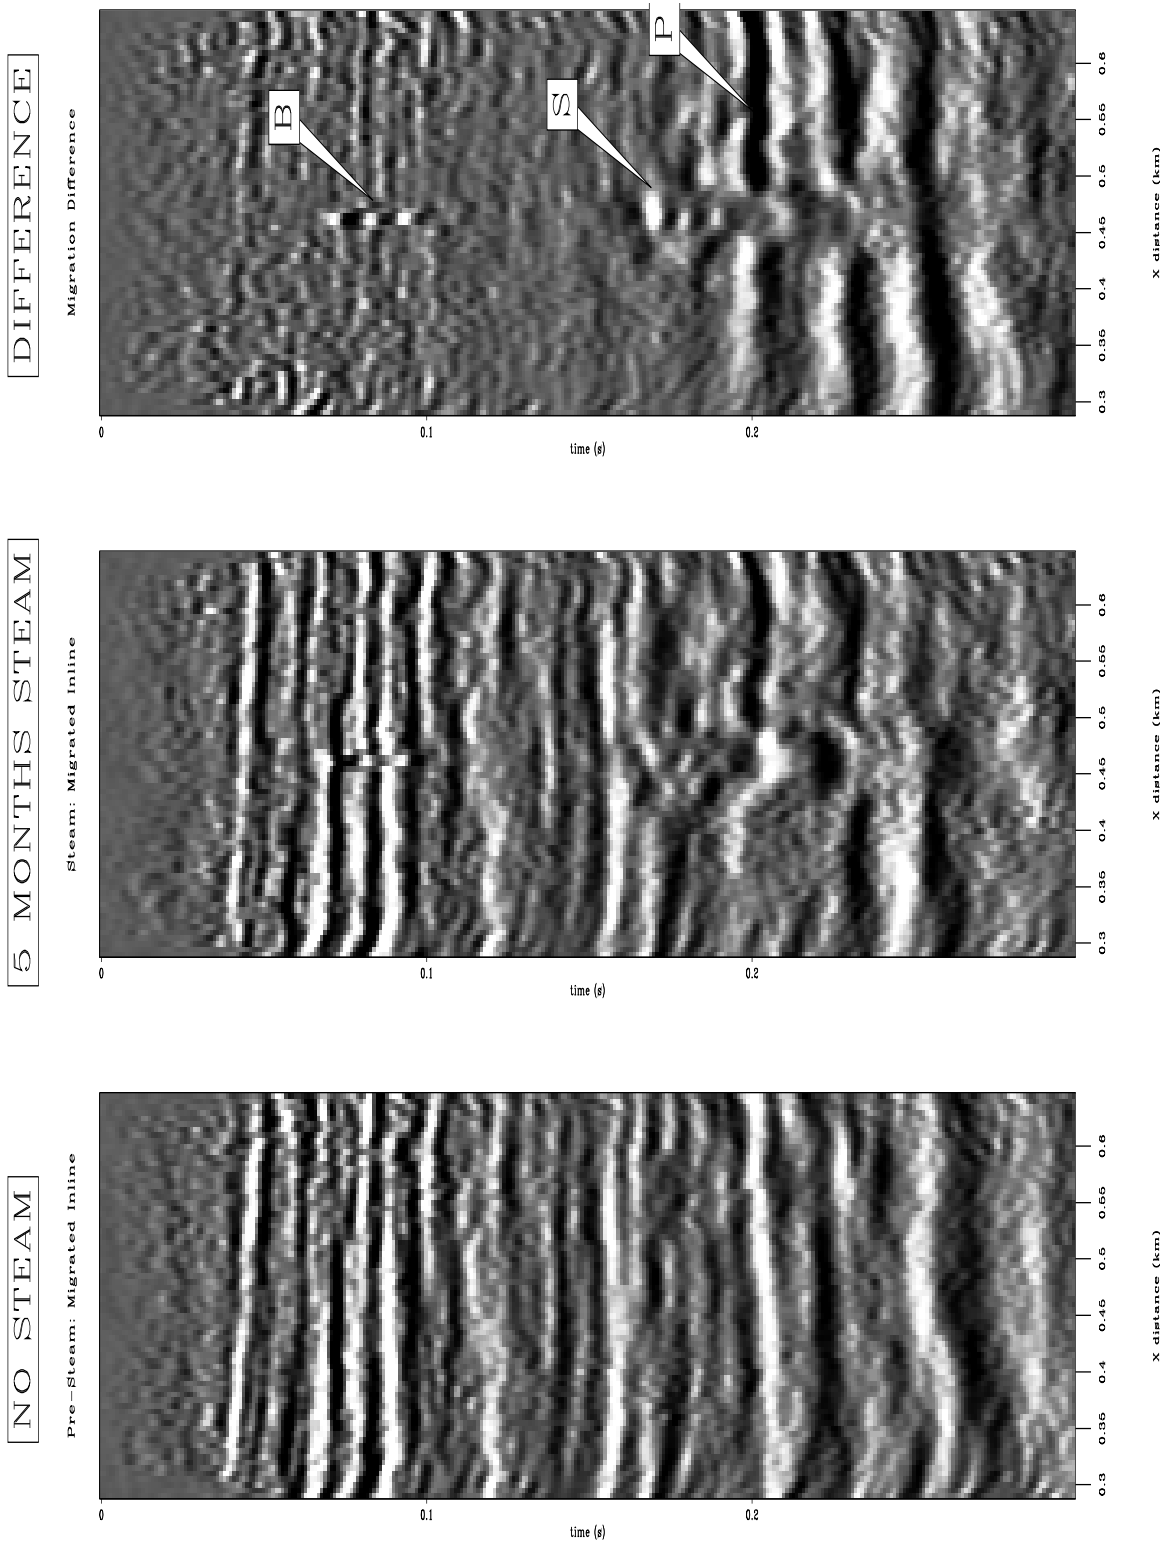 NO STEAM
Pre-Steam: Migrated Inline
0.3
0.35
0.4
0.45
0.5
0.55
0.6
X distance (km)
0
0.1
0.2
time (s)
5 MONTHS STEAM
Steam: Migrated Inline
0.3
0.35
0.4
0.45
0.5
0.55
0.6
X distance (km)
0
0.1
0.2
time (s)
DIFFERENCE
Migration Difference
B
S
P
0.3
0.35
0.4
0.45
0.5
0.55
0.6
X distance (km)
0
0.1
0.2
time (s)